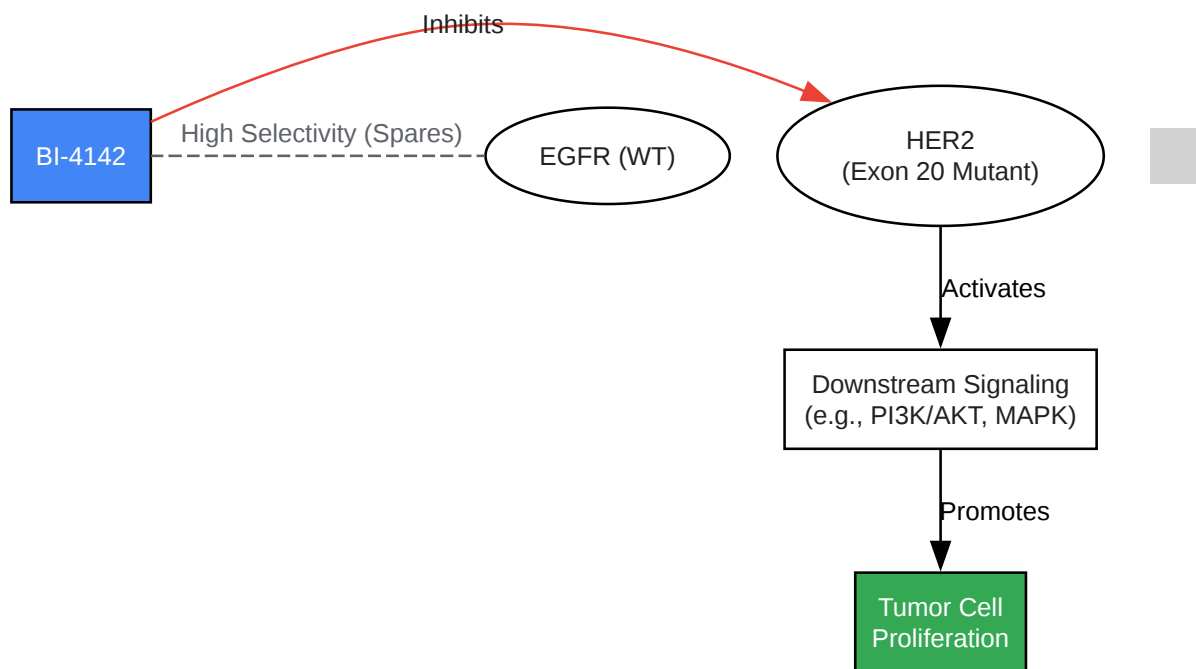 Inhibits
BI-4142
High Selectivity (Spares)
EGFR (WT)
HER2
(Exon 20 Mutant)
Activates
Downstream Signaling
(e.g., PI3K/AKT, MAPK)
Promotes
Tumor Cell
Proliferation